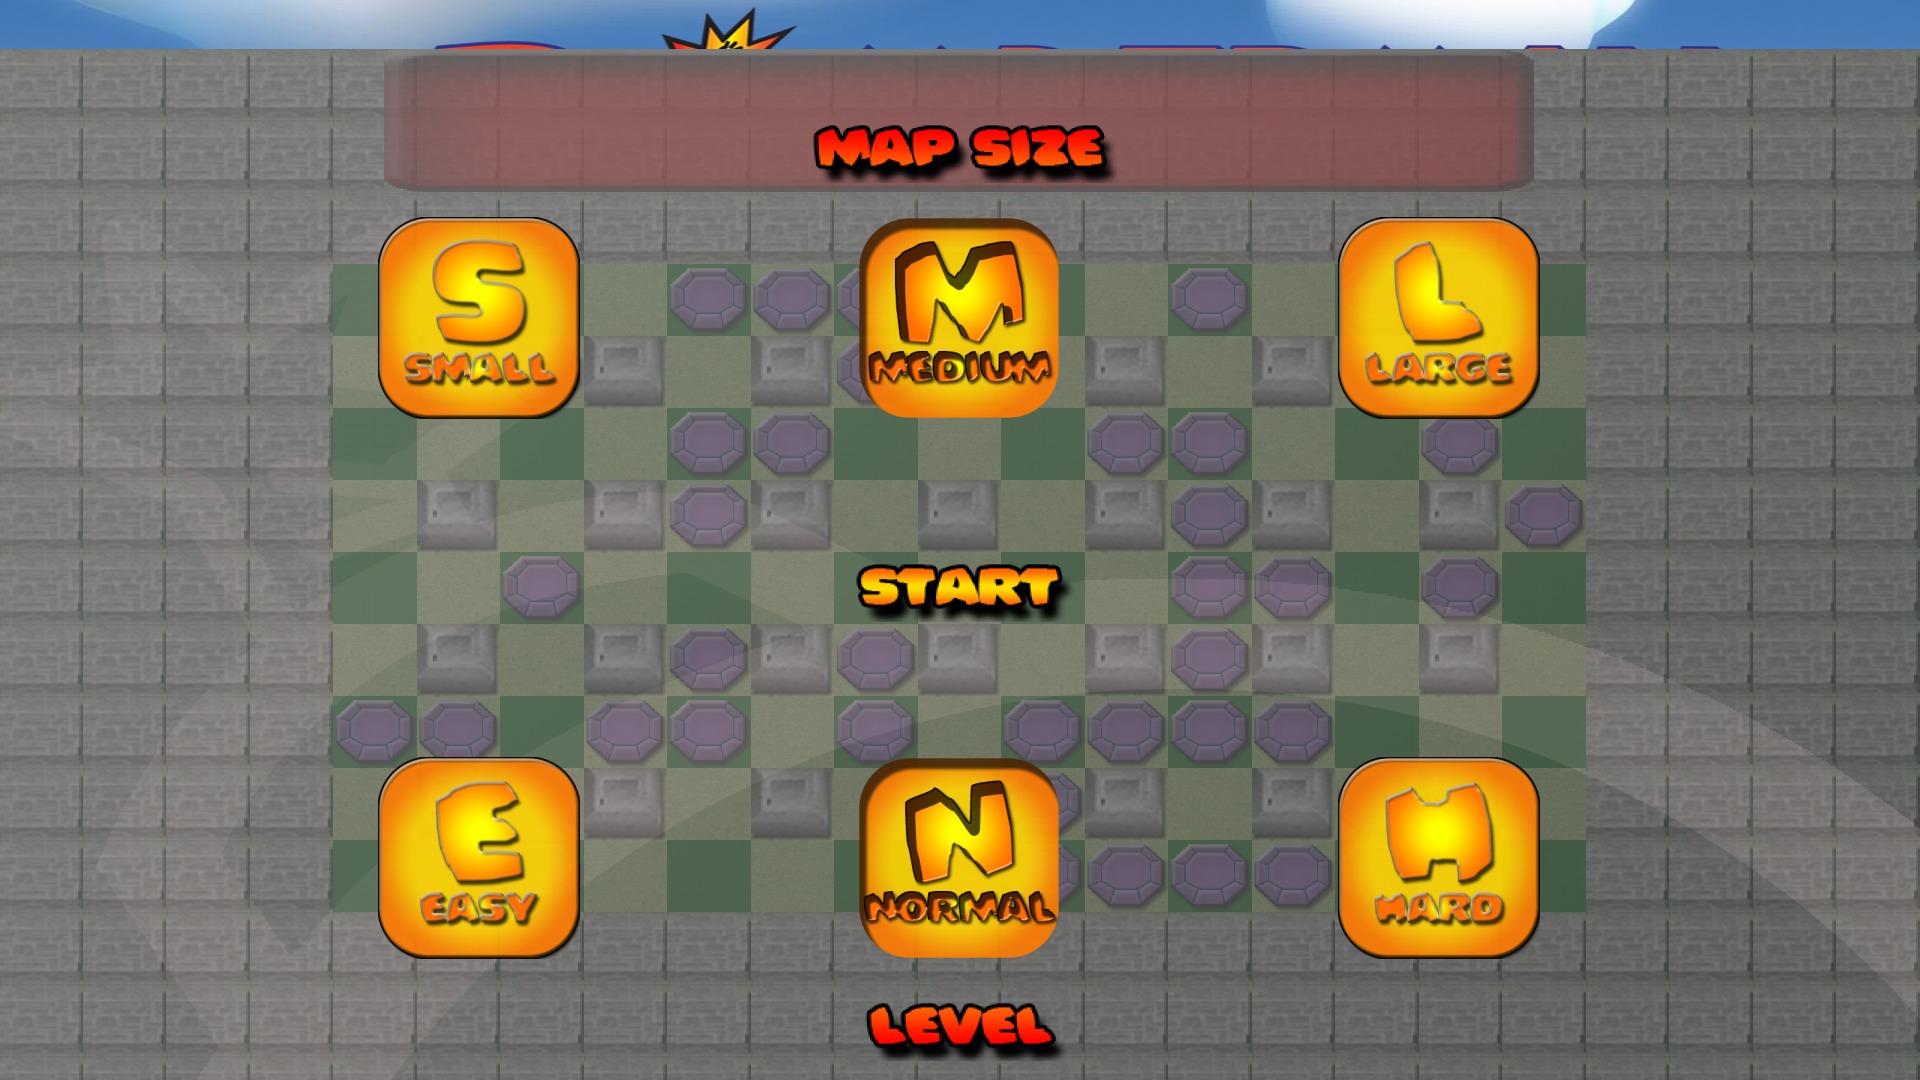 MAP SIZE
S M L
SMALL MEDIUM LARGE
START
E N H
EASY NORMAL HARD
LEVEL